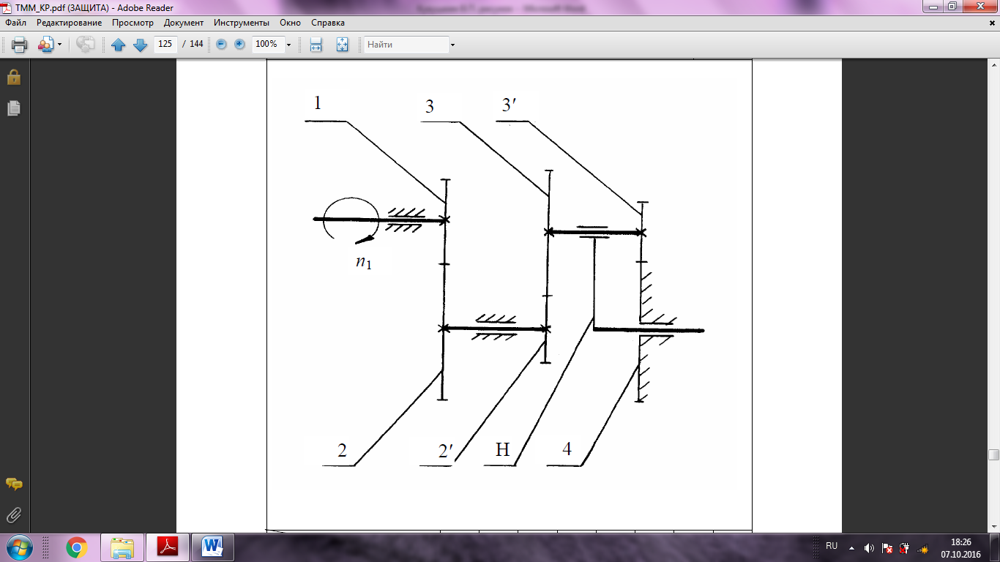 TMM_KP.pdf (ЗАЩИТА) - Adobe Reader
Файл Редактирование Просмотр Документ Инструменты Окно Справка
125 / 144 100% Найти
1 3 3′
n1
2 2′ H 4
RU 18:26
07.10.2016